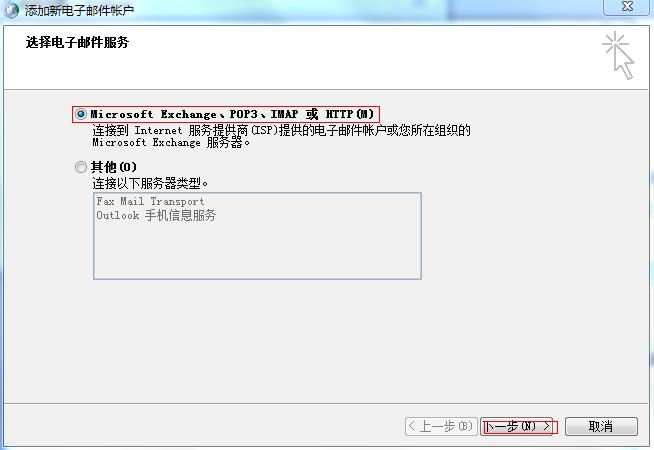 添加新电子邮件帐户
选择电子邮件服务
Microsoft Exchange、POP3、IMAP 或 HTTP(M)
连接到 Internet 服务提供商(ISP)提供的电子邮件帐户或您所在组织的
Microsoft Exchange 服务器。
其他(O)
连接以下服务器类型。
Fax Mail Transport
Outlook 手机信息服务
< 上一步(B) 下一步(N) > 取消